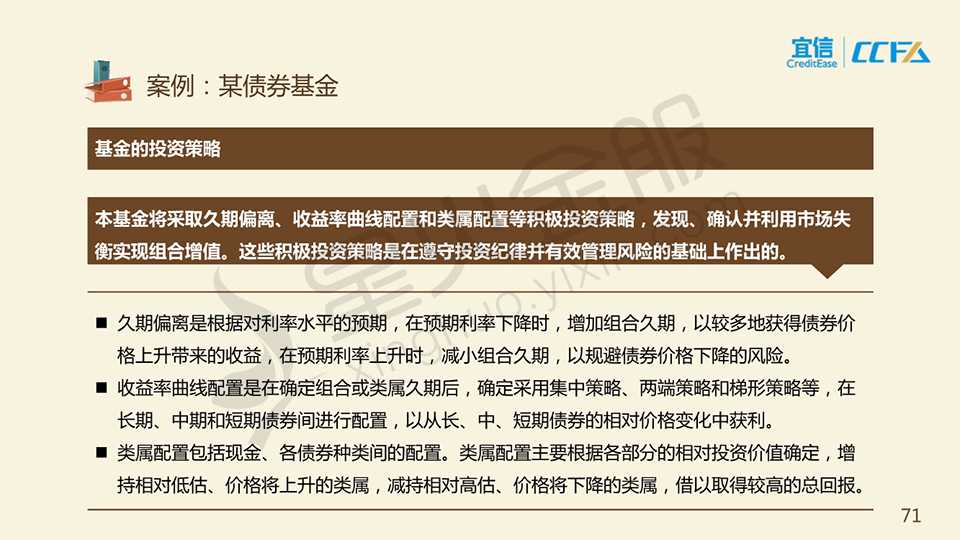 宜信
CreditEase
CCFA
案例：某债券基金
基金的投资策略
本基金将采取久期偏离、收益率曲线配置和类属配置等积极投资策略，发现、确认并利用市场失
衡实现组合增值。这些积极投资策略是在遵守投资纪律并有效管理风险的基础上作出的。
■ 久期偏离是根据对利率水平的预期，在预期利率下降时，增加组合久期，以较多地获得债券价
格上升带来的收益，在预期利率上升时，减小组合久期，以规避债券价格下降的风险。
■ 收益率曲线配置是在确定组合或类属久期后，确定采用集中策略、两端策略和梯形策略等，在
长期、中期和短期债券间进行配置，以从长、中、短期债券的相对价格变化中获利。
■ 类属配置包括现金、各债券种类间的配置。类属配置主要根据各部分的相对投资价值确定，增
持相对低估、价格将上升的类属，减持相对高估、价格将下降的类属，借以取得较高的总回报。
星火金服
71